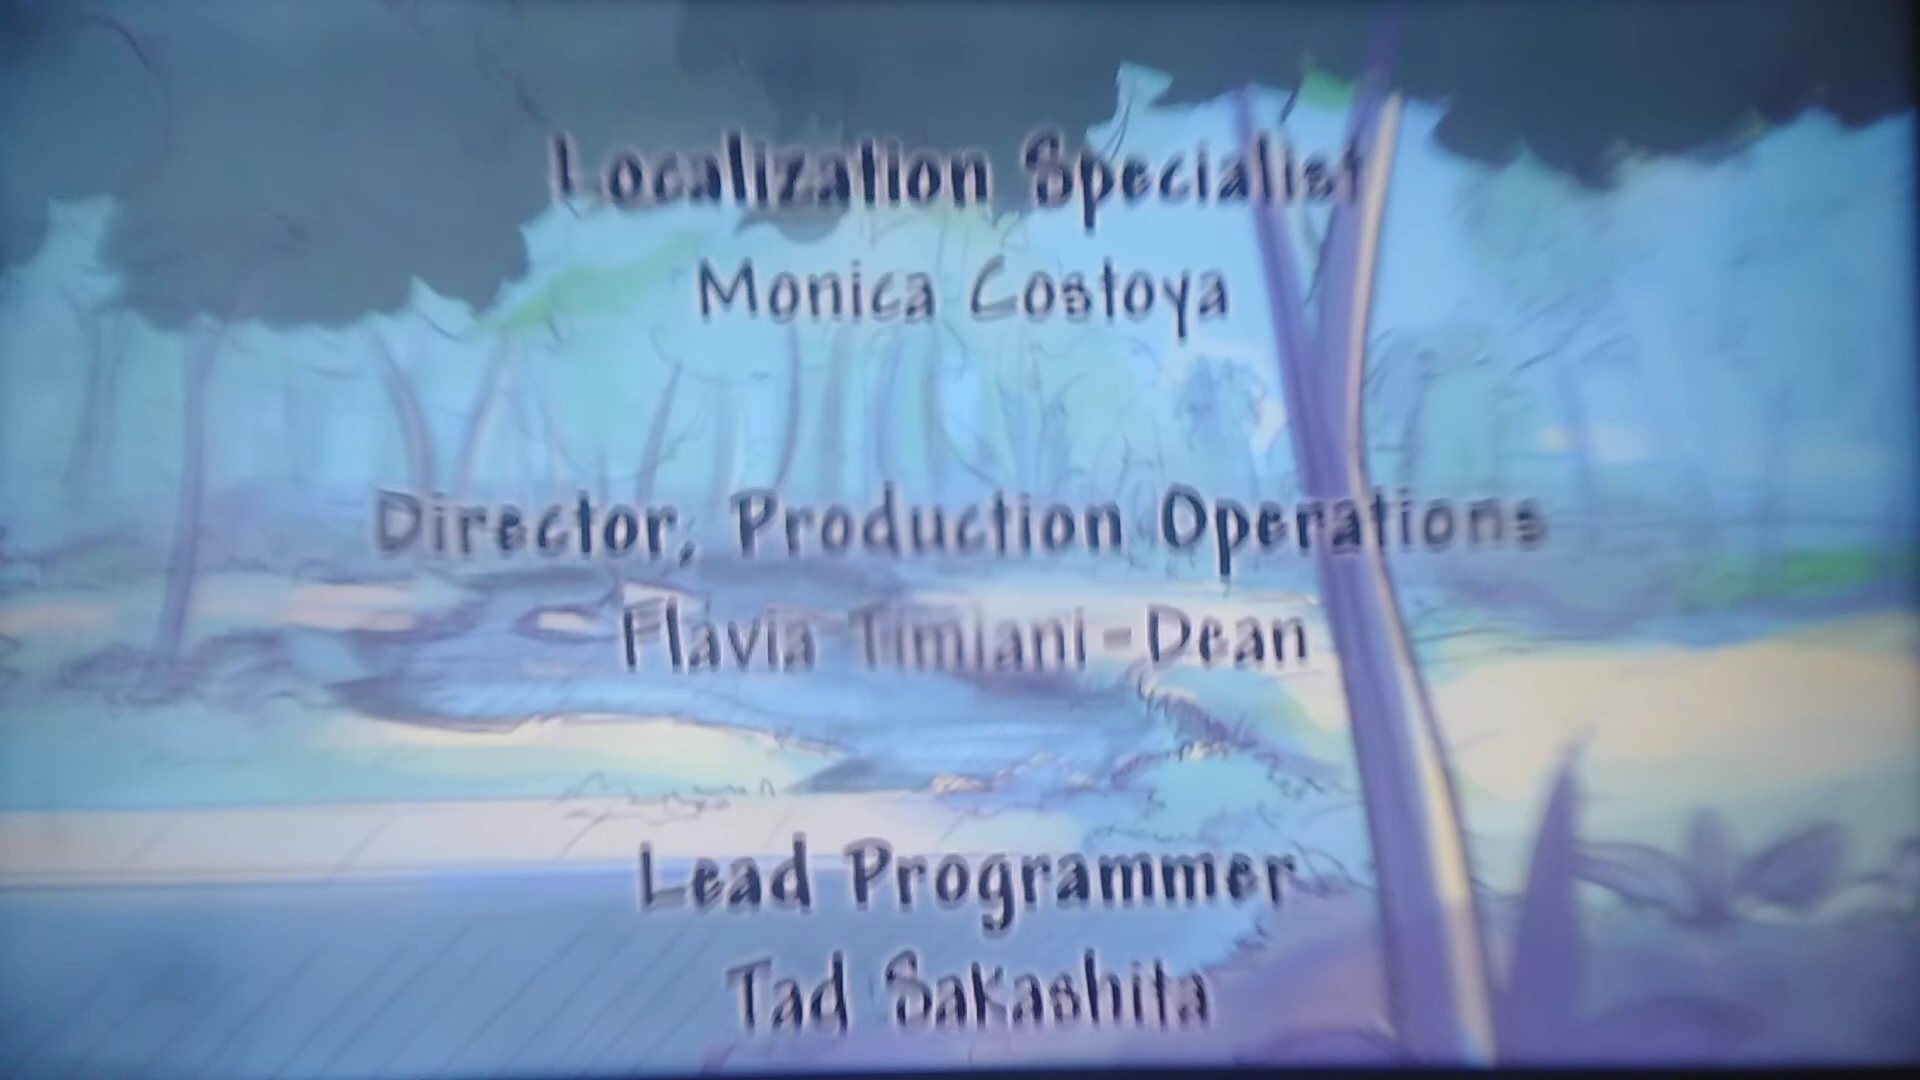 Localization Specialist
Monica Costoya
Director, Production Operations
Flavia Timiani-Dean
Lead Programmer
Tad Sakashita